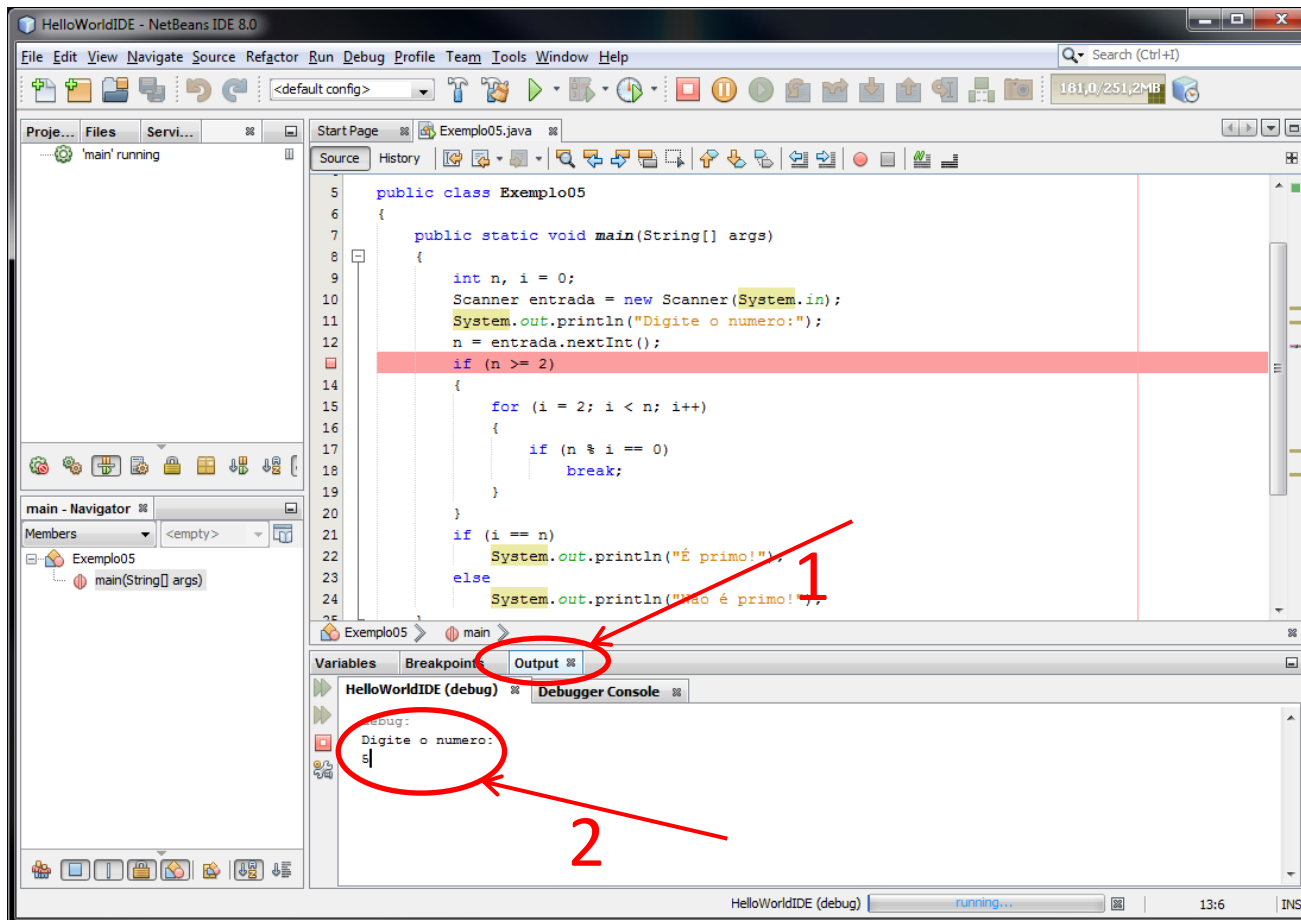 HelloWorldIDE - NetBeans IDE 8.0
File Edit View Navigate Source Refactor Run Debug Profile Team Tools Window Help
Search (Ctrl+I)
<default config>
181,0/251,2MB
Proje... Files Servi...
'main' running
Start Page Exemplo05.java
Source History
5 public class Exemplo05
6 {
7 public static void main(String[] args)
8 {
9 int n, i = 0;
10 Scanner entrada = new Scanner(System.in);
11 System.out.println("Digite o numero:");
12 n = entrada.nextInt();
if (n >= 2)
14 {
15 for (i = 2; i < n; i++)
16 {
17 if (n % i == 0)
18 break;
19 }
20 }
21 if (i == n)
22 System.out.println("É primo!");
23 else
24 System.out.println("Não é primo!");
25 }
main - Navigator
Members <empty>
Exemplo05
main(String[] args)
1
Exemplo05 main
Variables Breakpoints Output
HelloWorldIDE (debug) Debugger Console
debug:
Digite o numero:
5
2
HelloWorldIDE (debug) running... 13:6 INS